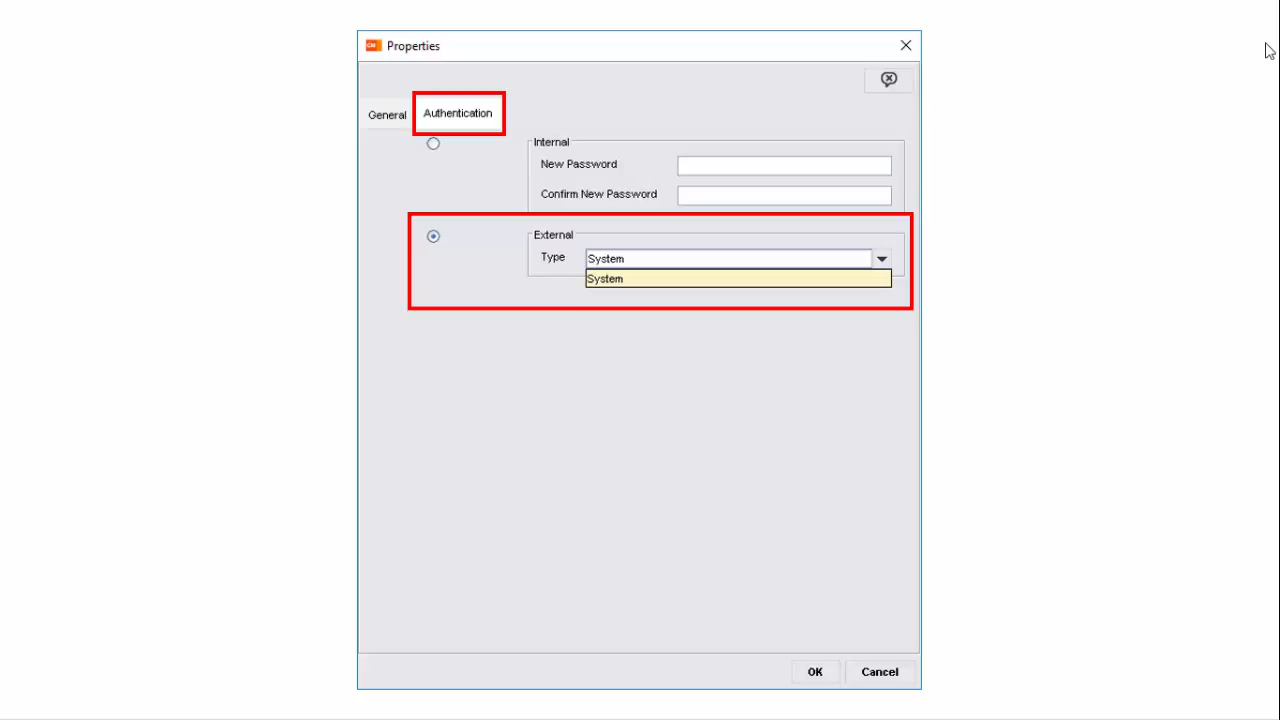 Properties
General
Authentication
Internal
New Password
Confirm New Password
External
Type
System
System
OK
Cancel